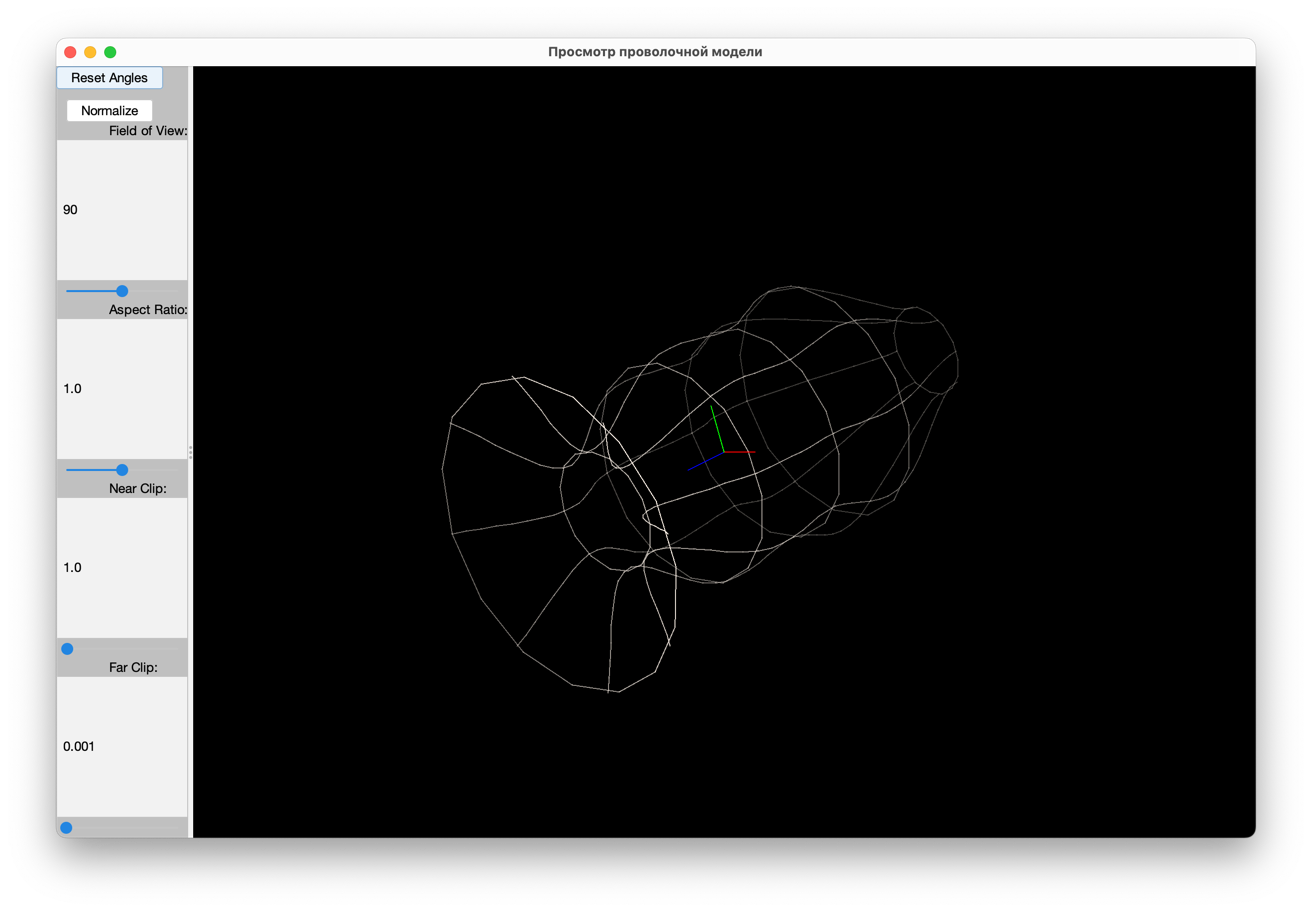 Просмотр проволочной модели
Reset Angles
Normalize
Field of View:
90
Aspect Ratio:
1.0
Near Clip:
1.0
Far Clip:
0.001